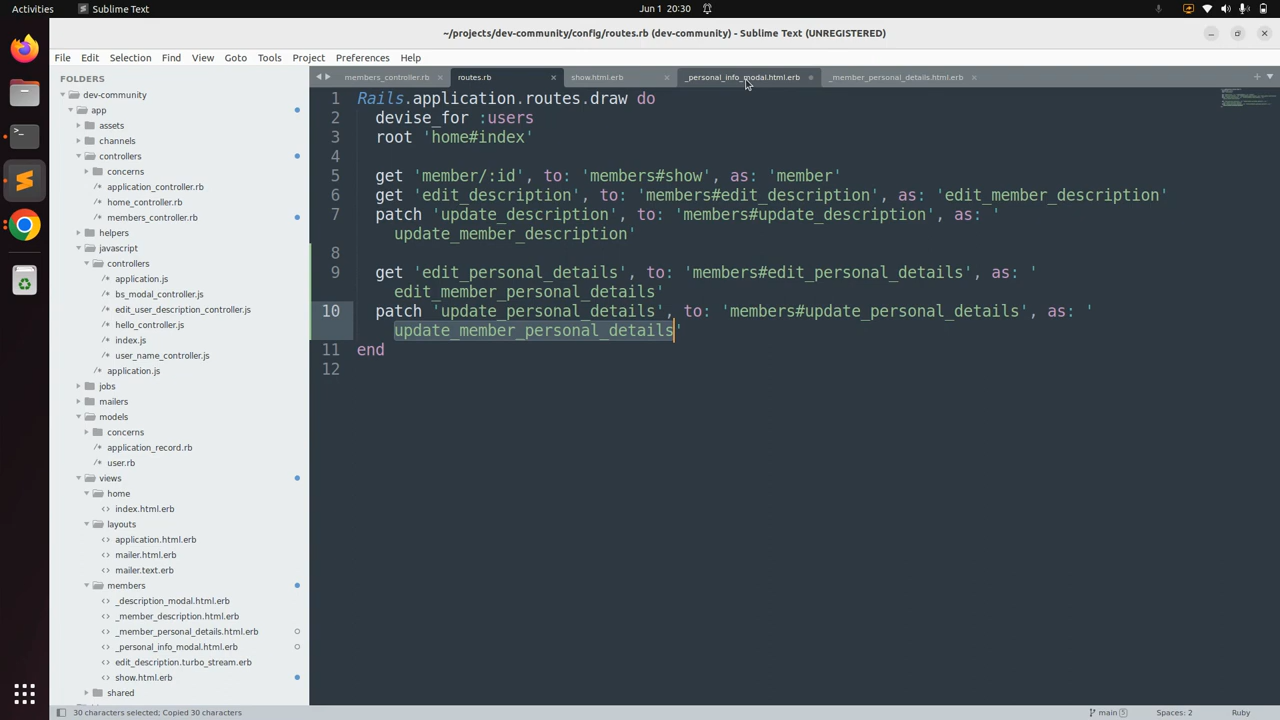 Activities
Sublime Text
Jun 1 20:30
~/projects/dev-community/config/routes.rb (dev-community) - Sublime Text (UNREGISTERED)
File Edit Selection Find View Goto Tools Project Preferences Help
FOLDERS
dev-community
app
assets
channels
controllers
concerns
application_controller.rb
home_controller.rb
members_controller.rb
helpers
javascript
controllers
application.js
bs_modal_controller.js
edit_user_description_controller.js
hello_controller.js
index.js
user_name_controller.js
application.js
jobs
mailers
models
concerns
application_record.rb
user.rb
views
home
index.html.erb
layouts
application.html.erb
mailer.html.erb
mailer.text.erb
members
_description_modal.html.erb
_member_description.html.erb
_member_personal_details.html.erb
_personal_info_modal.html.erb
edit_description.turbo_stream.erb
show.html.erb
shared
members_controller.rb
routes.rb
show.html.erb
_personal_info_modal.html.erb
_member_personal_details.html.erb
1 Rails.application.routes.draw do
2 devise_for :users
3 root 'home#index'
4
5 get 'member/:id', to: 'members#show', as: 'member'
6 get 'edit_description', to: 'members#edit_description', as: 'edit_member_description'
7 patch 'update_description', to: 'members#update_description', as: '
update_member_description'
8
9 get 'edit_personal_details', to: 'members#edit_personal_details', as: '
edit_member_personal_details'
10 patch 'update_personal_details', to: 'members#update_personal_details', as: '
update_member_personal_details'
11 end
12
30 characters selected; Copied 30 characters
main 5
Spaces: 2
Ruby